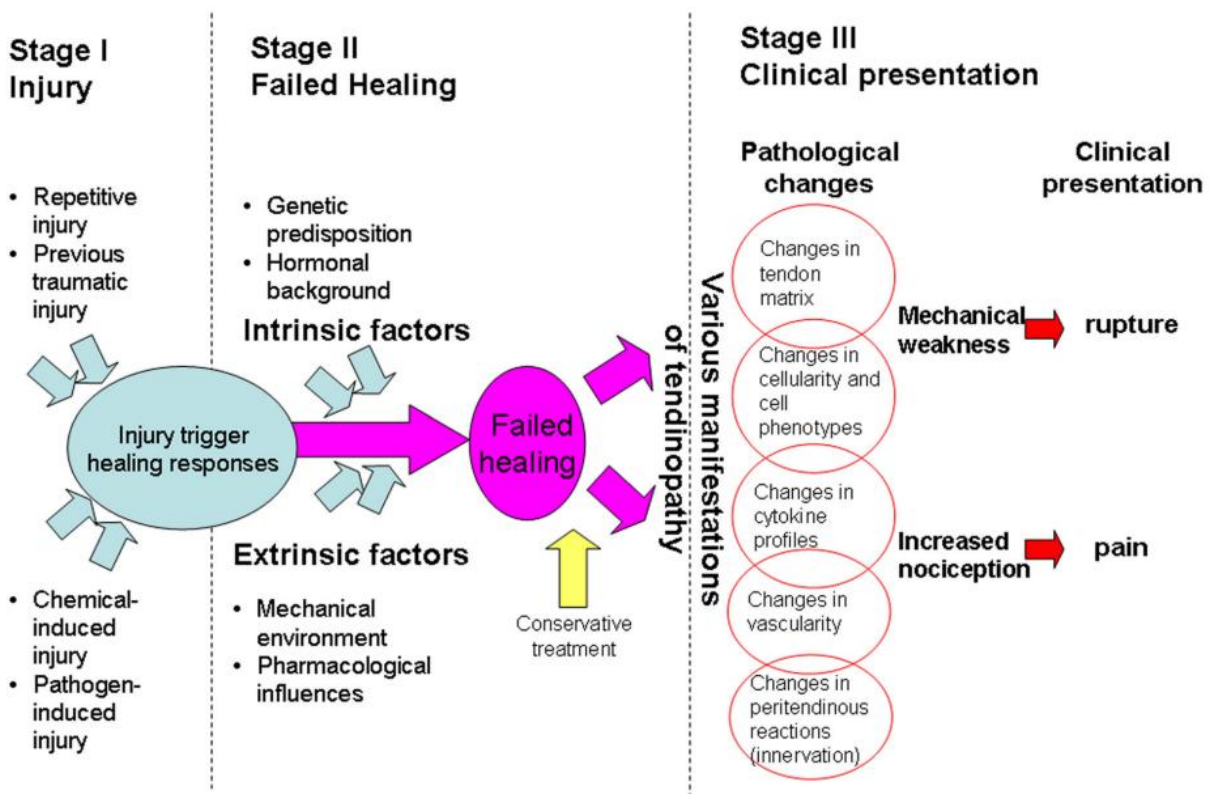 Stage I
Injury
• Repetitive
injury
• Previous
traumatic
injury
Injury trigger
healing responses
• Chemical-
induced
injury
• Pathogen-
induced
injury
Stage II
Failed Healing
• Genetic
predisposition
• Hormonal
background
Intrinsic factors
Failed
healing
Extrinsic factors
• Mechanical
environment
• Pharmacological
influences
Conservative
treatment
Various manifestations
of tendinopathy
Stage III
Clinical presentation
Pathological
changes
Changes in
tendon
matrix
Changes in
cellularity and
cell
phenotypes
Changes in
cytokine
profiles
Changes in
vascularity
Changes in
peritendinous
reactions
(innervation)
Mechanical
weakness
Increased
nociception
Clinical
presentation
rupture
pain